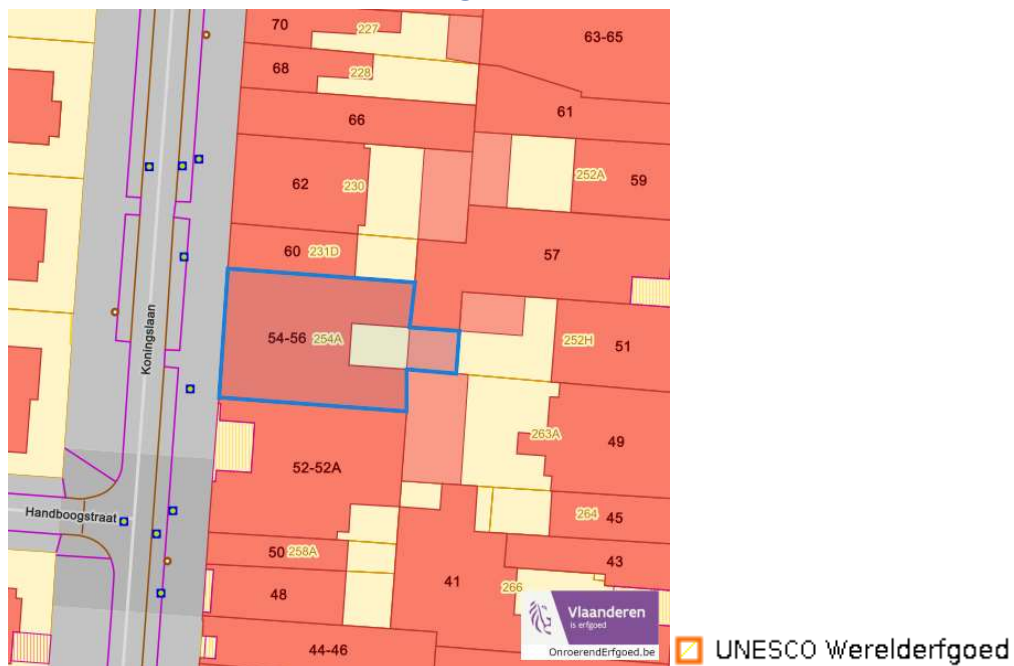 70
227
63-65
68
228
66
61
62
230
252A
59
60
231D
57
54-56
254A
252H
51
Koningslaan
263A
49
52-52A
Handboogstraat
264
45
50
258A
43
48
41
266
44-46
Vlaanderen
is erfgoed
OnroerendErfgoed.be
UNESCO Werelderfgoed